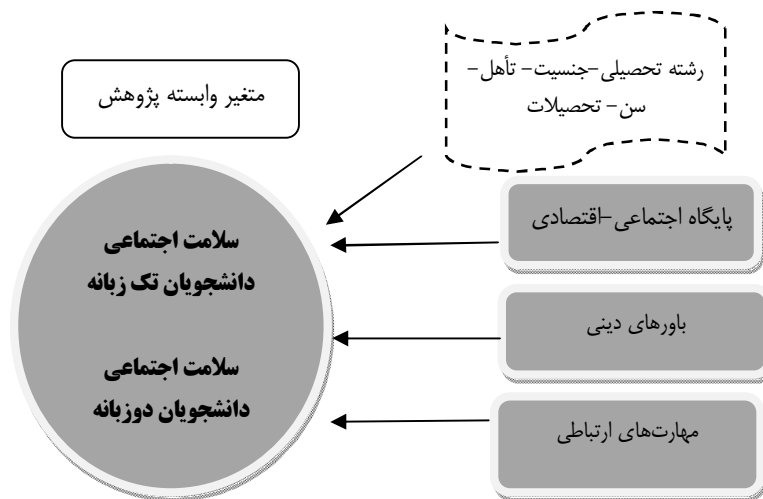 رشته تحصیلی–جنسیت– تأهل–
سن– تحصیلات
متغیر وابسته پژوهش
پایگاه اجتماعی–اقتصادی
سلامت اجتماعی
دانشجویان تک زبانه
باورهای دینی
سلامت اجتماعی
دانشجویان دوزبانه
مهارت‌های ارتباطی